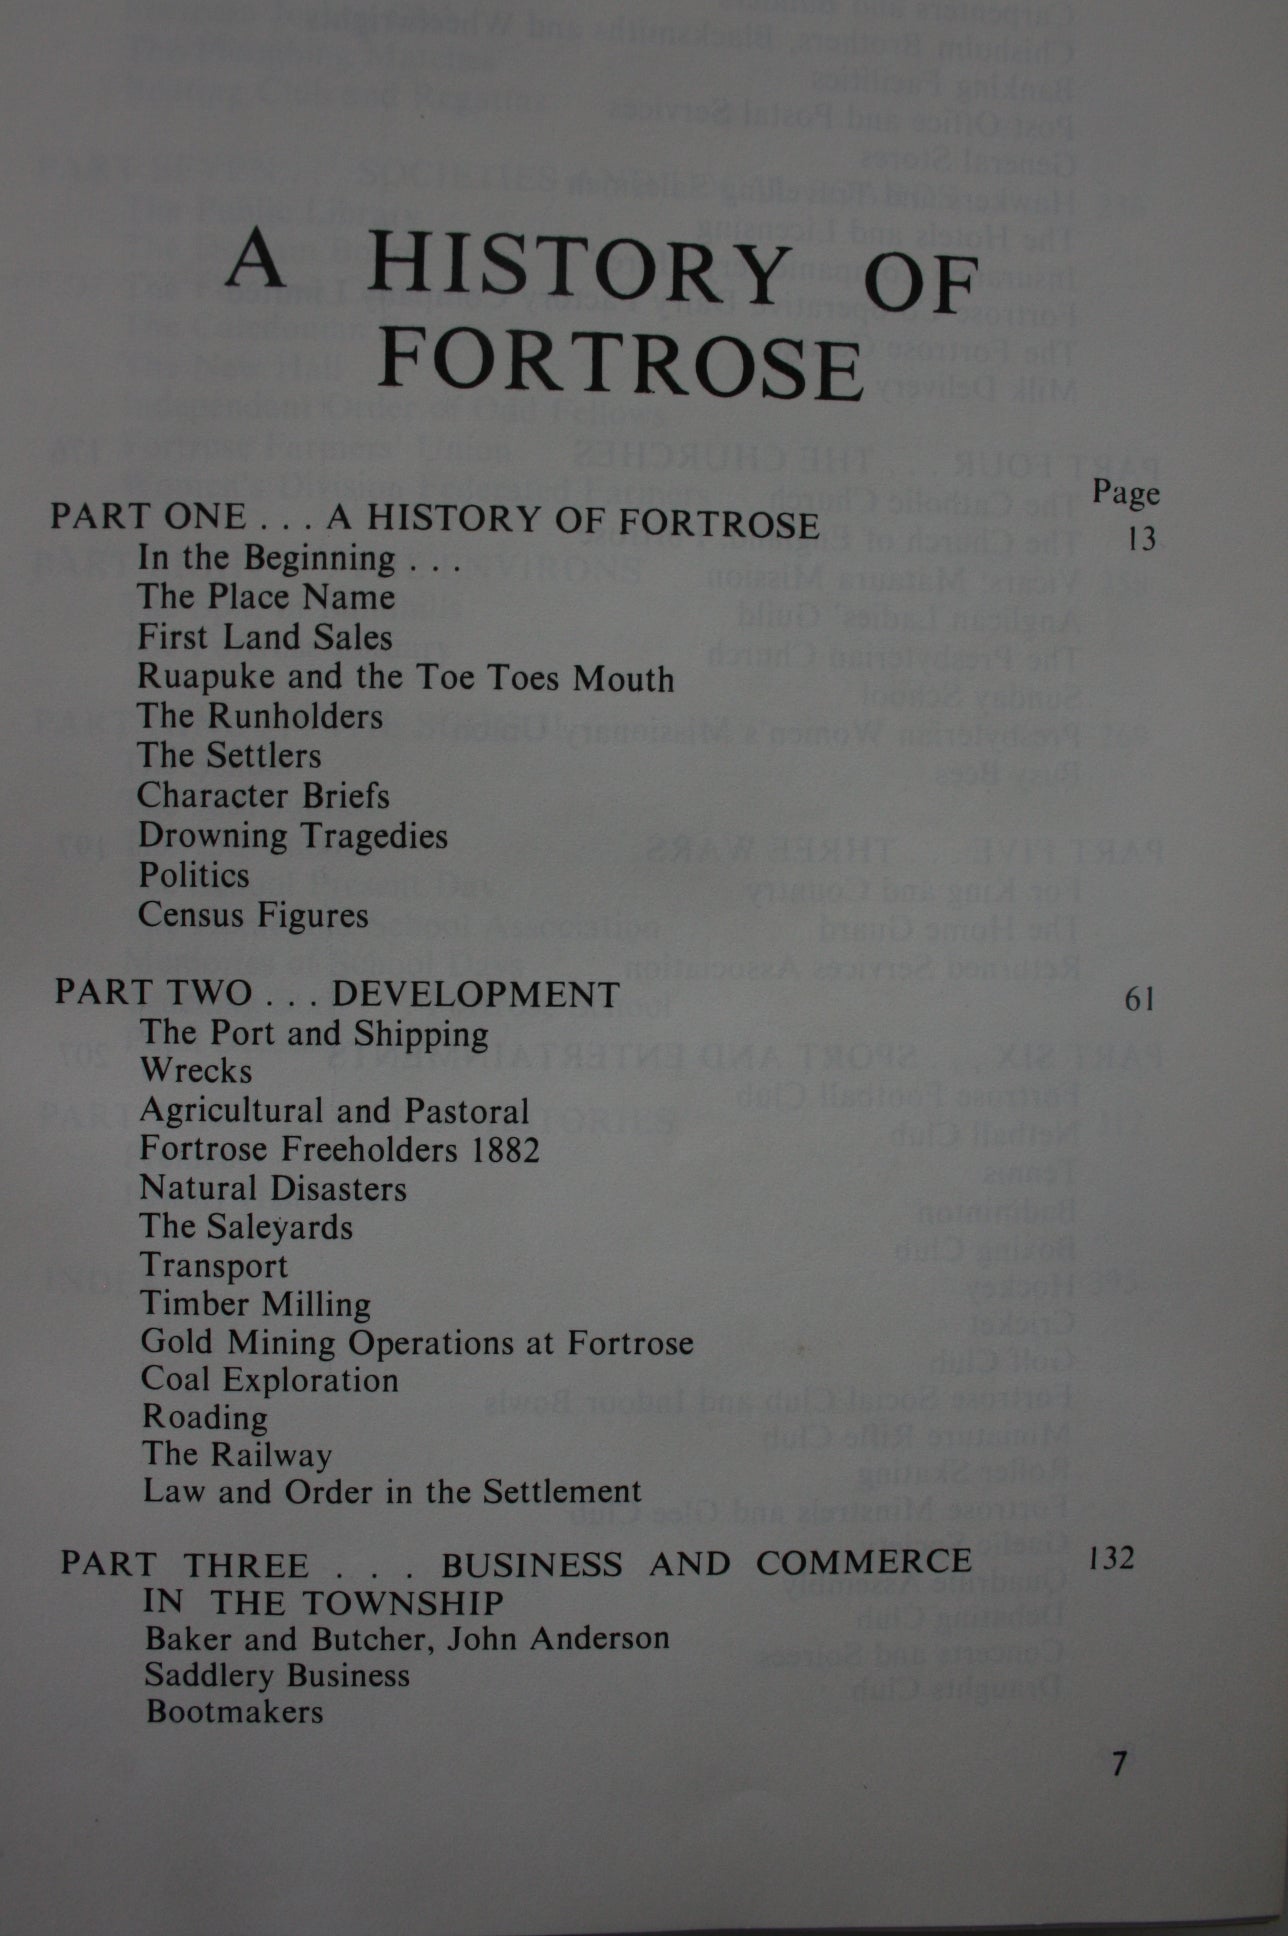 A HISTORY OF
FORTROSE
Page
PART ONE . . . A HISTORY OF FORTROSE 13
In the Beginning . . .
The Place Name
First Land Sales
Ruapuke and the Toe Toes Mouth
The Runholders
The Settlers
Character Briefs
Drowning Tragedies
Politics
Census Figures
PART TWO . . . DEVELOPMENT 61
The Port and Shipping
Wrecks
Agricultural and Pastoral
Fortrose Freeholders 1882
Natural Disasters
The Saleyards
Transport
Timber Milling
Gold Mining Operations at Fortrose
Coal Exploration
Roading
The Railway
Law and Order in the Settlement
PART THREE . . . BUSINESS AND COMMERCE 132
IN THE TOWNSHIP
Baker and Butcher, John Anderson
Saddlery Business
Bootmakers
7